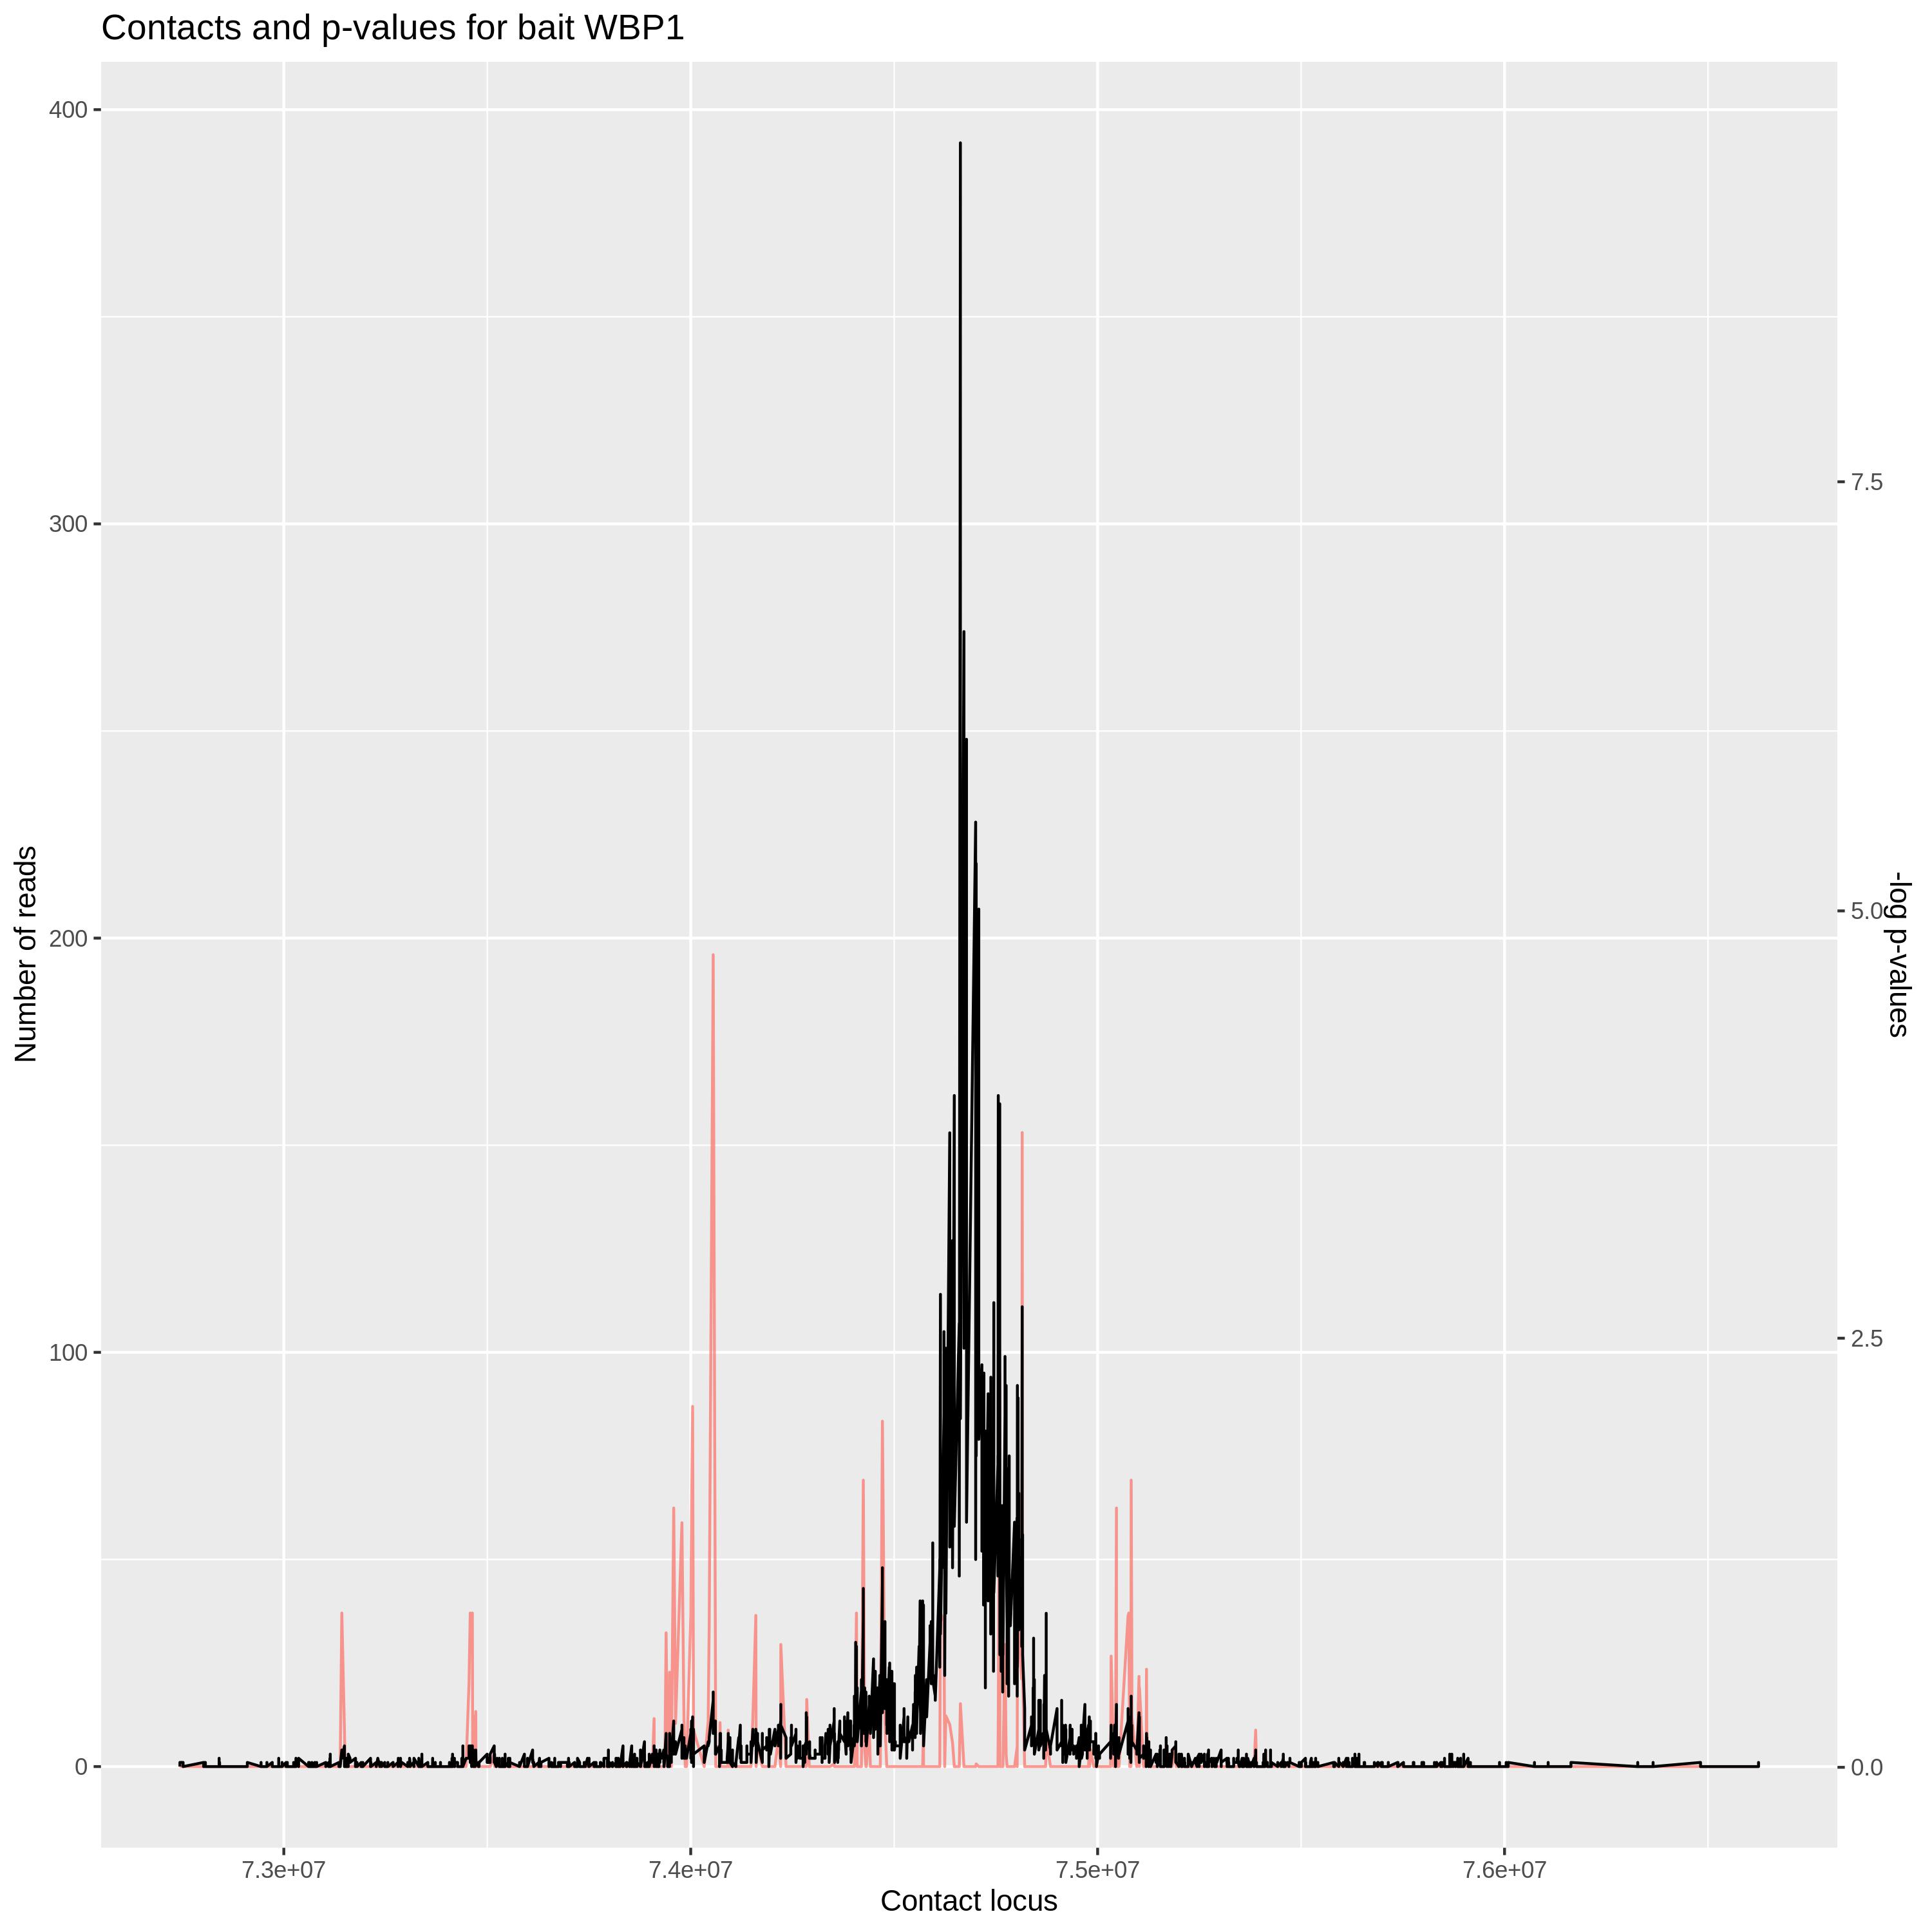 Contacts and p-values for bait WBP1
400
300
200
100
0
Number of reads
7.5
5.0
2.5
0.0
-log p-values
7.3e+07
7.4e+07
7.5e+07
7.6e+07
Contact locus